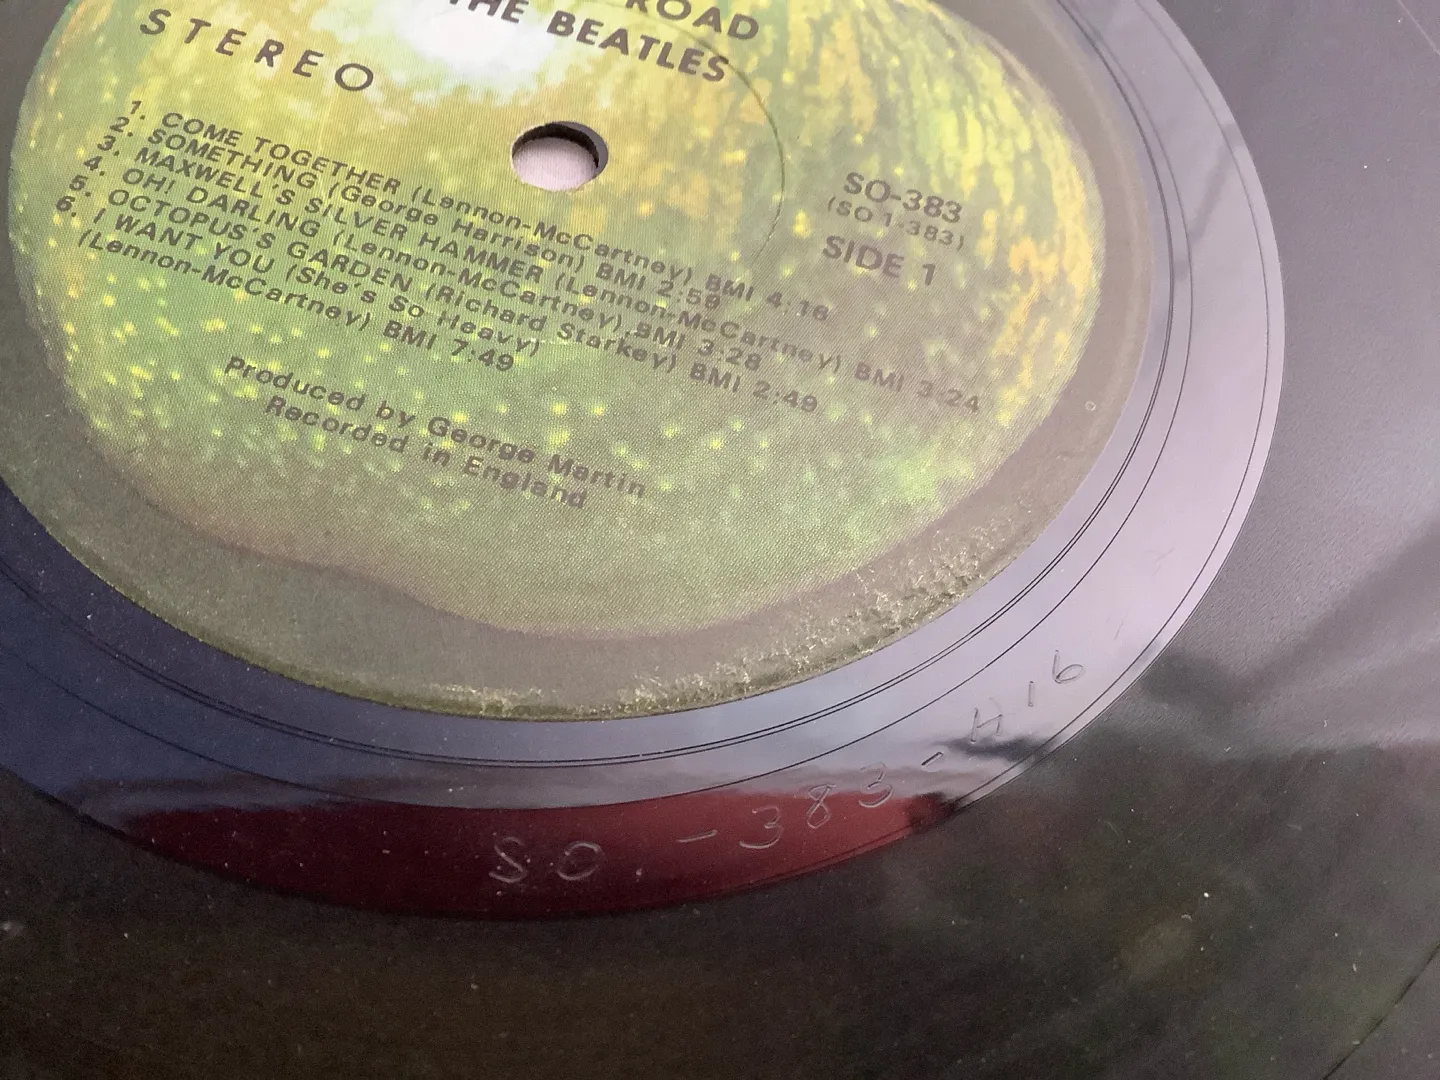 ROAD
THE BEATLES
STEREO
SO-383
(SO 1-383)
SIDE 1
1. COME TOGETHER (Lennon-McCartney) BMI 4:16
2. SOMETHING (George Harrison) BMI 2:59
3. MAXWELL'S SILVER HAMMER (Lennon-McCartney) BMI 3:24
4. OH! DARLING (Lennon-McCartney) BMI 3:28
5. OCTOPUS'S GARDEN (Richard Starkey) BMI 2:49
6. I WANT YOU (She's So Heavy)
(Lennon-McCartney) BMI 7:49
Produced by George Martin
Recorded in England
SO - 383 - H16